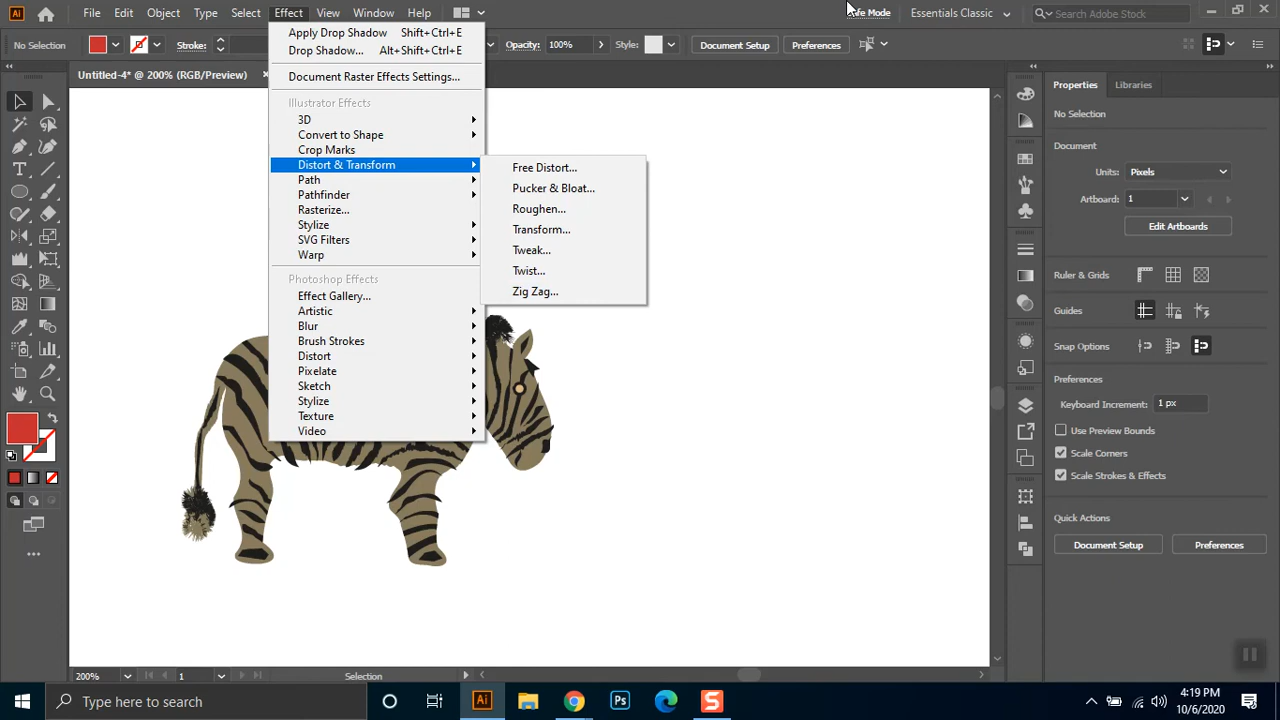 Ai File Edit Object Type Select Effect View Window Help Safe Mode Essentials Classic Search Adobe Stock
No Selection Stroke: Opacity: 100% Style: Document Setup Preferences
Untitled-4* @ 200% (RGB/Preview)
Apply Drop Shadow Shift+Ctrl+E
Drop Shadow... Alt+Shift+Ctrl+E
Document Raster Effects Settings...
Illustrator Effects
3D
Convert to Shape
Crop Marks
Distort & Transform
Path
Pathfinder
Rasterize...
Stylize
SVG Filters
Warp
Photoshop Effects
Effect Gallery...
Artistic
Blur
Brush Strokes
Distort
Pixelate
Sketch
Stylize
Texture
Video
Free Distort...
Pucker & Bloat...
Roughen...
Transform...
Tweak...
Twist...
Zig Zag...
Properties Libraries
No Selection
Document
Units: Pixels
Artboard: 1
Edit Artboards
Ruler & Grids
Guides
Snap Options
Preferences
Keyboard Increment: 1 px
Use Preview Bounds
Scale Corners
Scale Strokes & Effects
Quick Actions
Document Setup Preferences
200% 1 Selection
Type here to search Ai Ps S 4:19 PM
10/6/2020